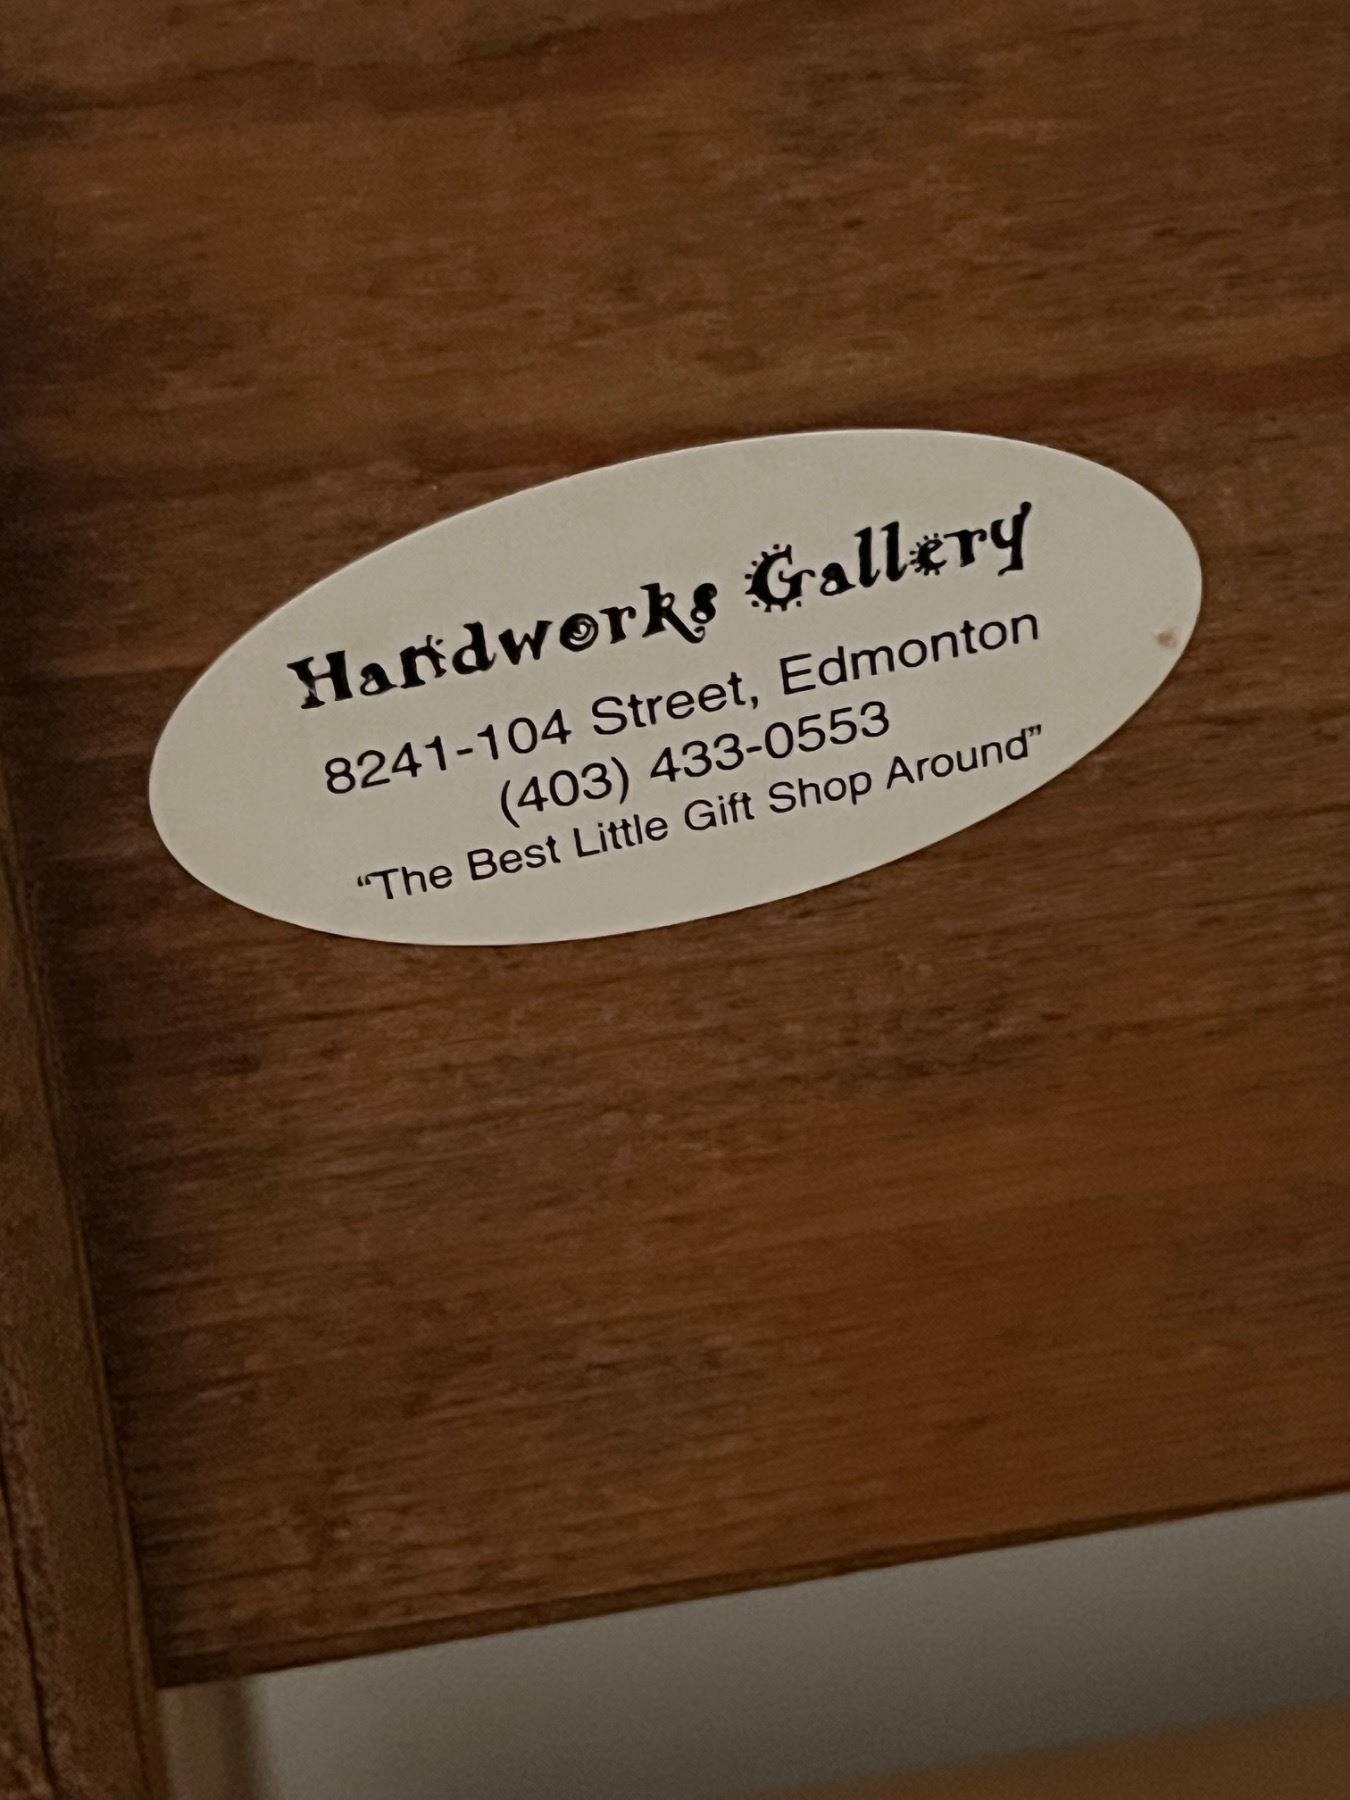 Handworks Gallery
8241-104 Street, Edmonton
(403) 433-0553
“The Best Little Gift Shop Around”